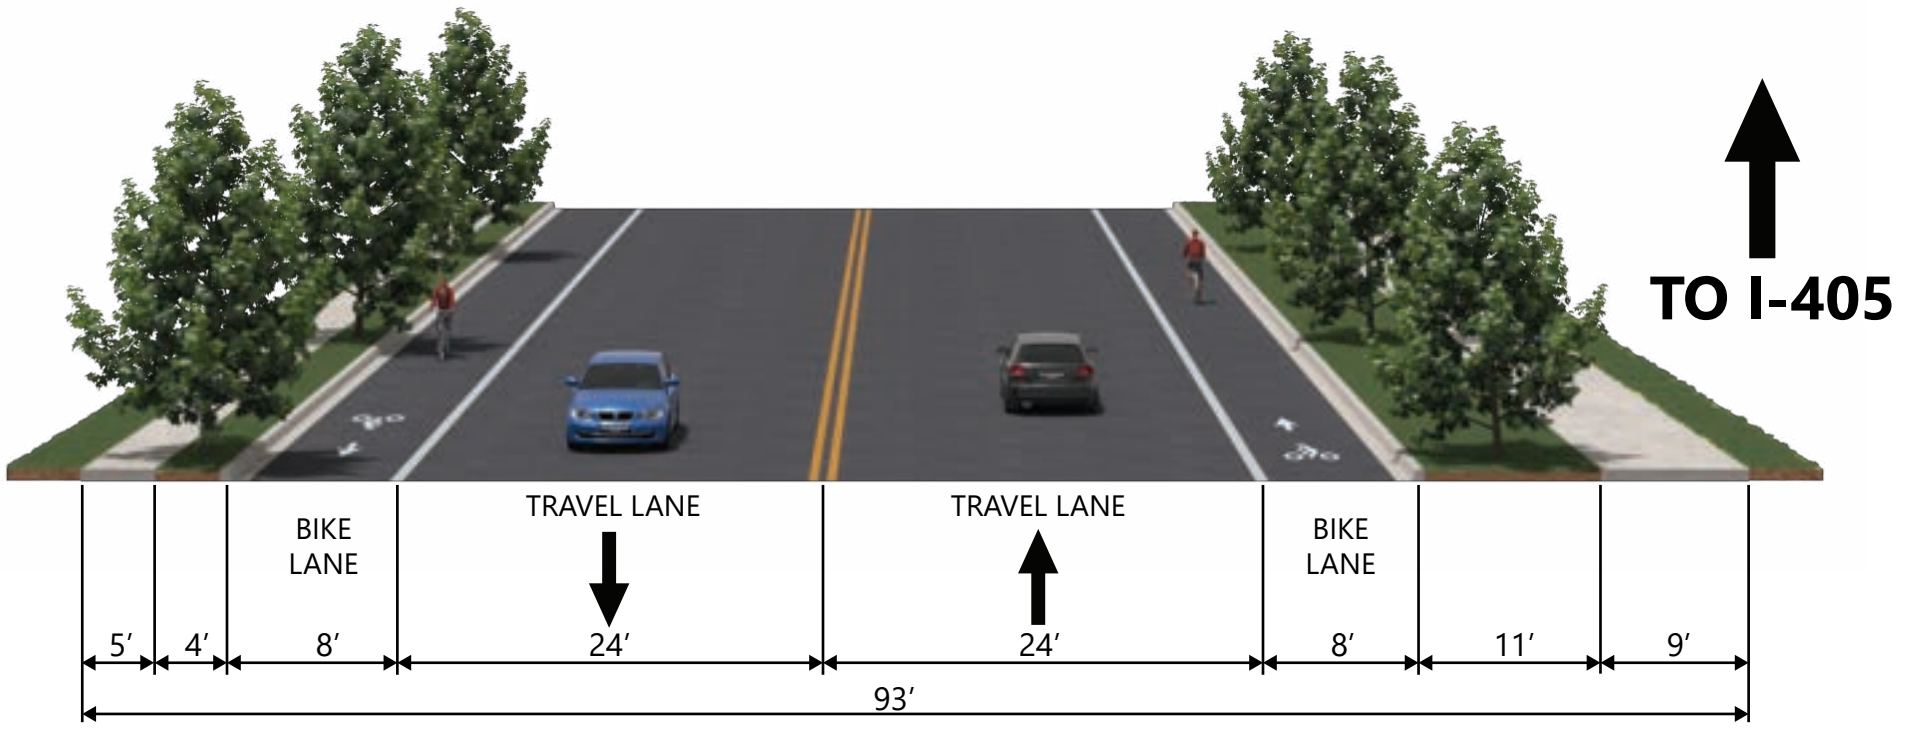 TO I-405
TRAVEL LANE
TRAVEL LANE
BIKE
LANE
BIKE
LANE
5′ 4′ 8′ 24′ 24′ 8′ 11′ 9′
93′